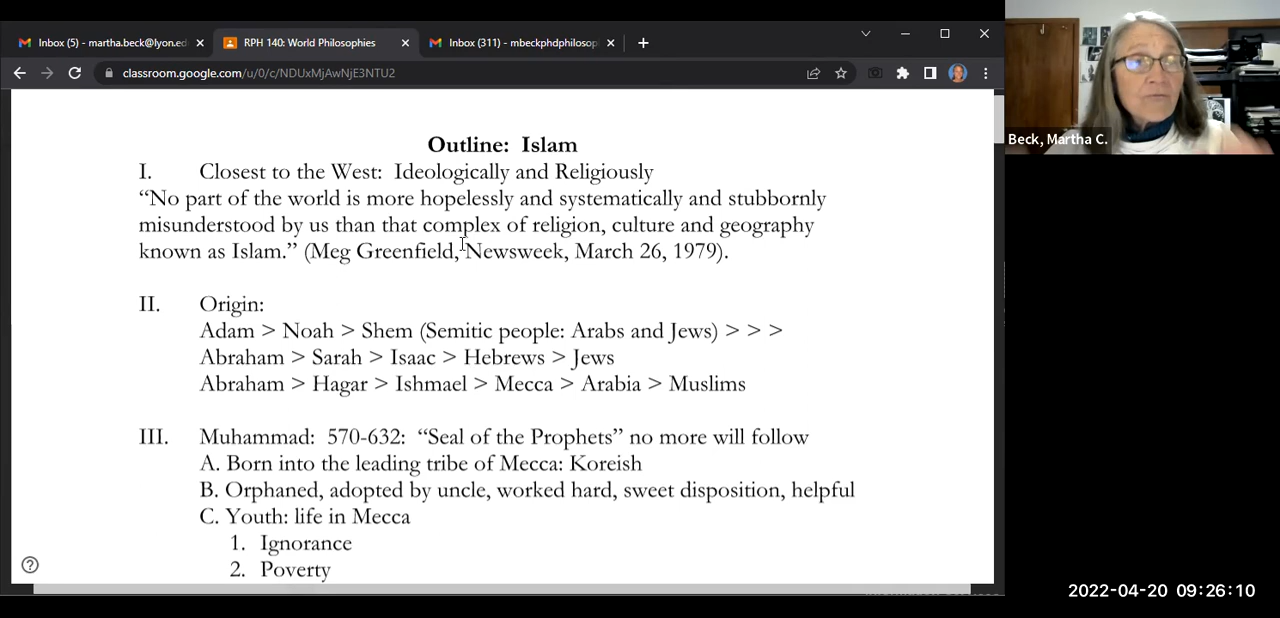 Inbox (5) - martha.beck@lyon.ed
RPH 140: World Philosophies
Inbox (311) - mbeckphdphilosop
classroom.google.com/u/0/c/NDUxMjAwNjE3NTU2
Beck, Martha C.
Outline: Islam
I. Closest to the West: Ideologically and Religiously
“No part of the world is more hopelessly and systematically and stubbornly
misunderstood by us than that complex of religion, culture and geography
known as Islam.” (Meg Greenfield, Newsweek, March 26, 1979).
II. Origin:
Adam > Noah > Shem (Semitic people: Arabs and Jews) > > >
Abraham > Sarah > Isaac > Hebrews > Jews
Abraham > Hagar > Ishmael > Mecca > Arabia > Muslims
III. Muhammad: 570-632: “Seal of the Prophets” no more will follow
A. Born into the leading tribe of Mecca: Koreish
B. Orphaned, adopted by uncle, worked hard, sweet disposition, helpful
C. Youth: life in Mecca
1. Ignorance
2. Poverty
2022-04-20 09:26:10